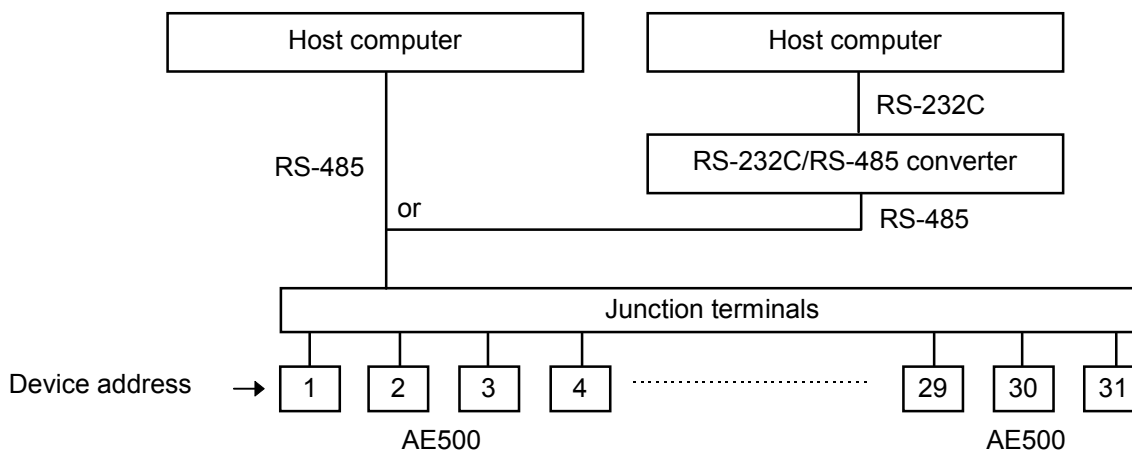 Host computer
Host computer
RS-232C
RS-485
RS-232C/RS-485 converter
or
RS-485
Junction terminals
Device address → 1 2 3 4 29 30 31
AE500 AE500